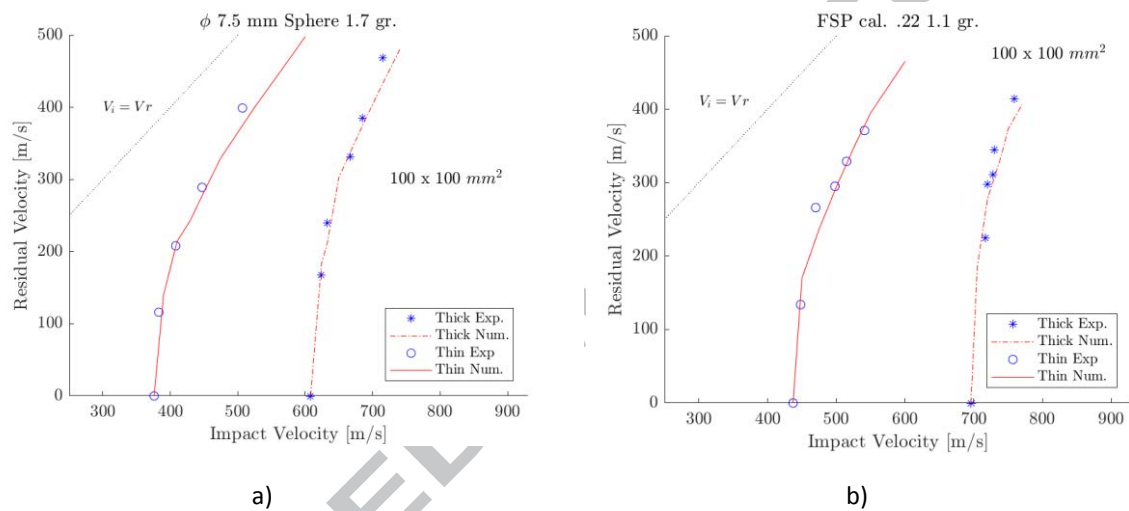 ϕ 7.5 mm Sphere 1.7 gr.
500
400
300
200
100
0
Residual Velocity [m/s]
V_i = Vr
100 x 100 mm²
Thick Exp.
Thick Num.
Thin Exp
Thin Num.
300 400 500 600 700 800 900
Impact Velocity [m/s]
a)
FSP cal. .22 1.1 gr.
500
400
300
200
100
0
Residual Velocity [m/s]
V_i = Vr
100 x 100 mm²
Thick Exp.
Thick Num.
Thin Exp
Thin Num.
300 400 500 600 700 800 900
Impact Velocity [m/s]
b)